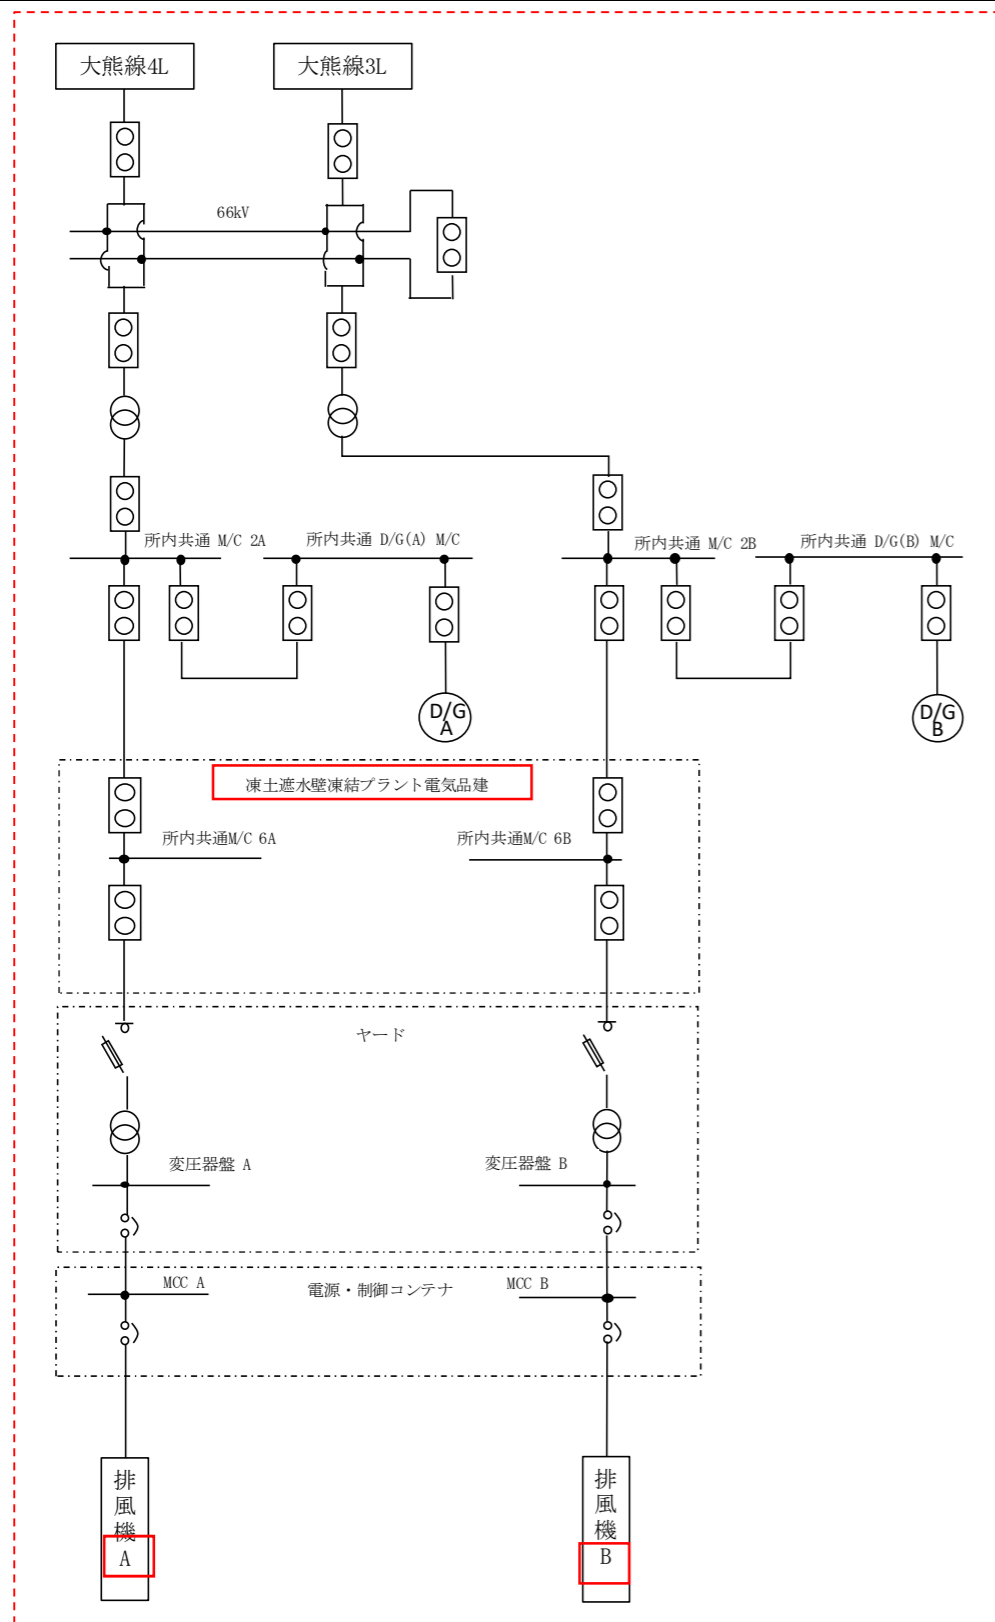 大熊線4L
大熊線3L
66kV
所内共通 M/C 2A
所内共通 D/G(A) M/C
所内共通 M/C 2B
所内共通 D/G(B) M/C
D/G
A
D/G
B
凍土遮水壁凍結プラント電気品建
所内共通M/C 6A
所内共通M/C 6B
ヤード
変圧器盤 A
変圧器盤 B
MCC A
電源・制御コンテナ
MCC B
排風機A
排風機B